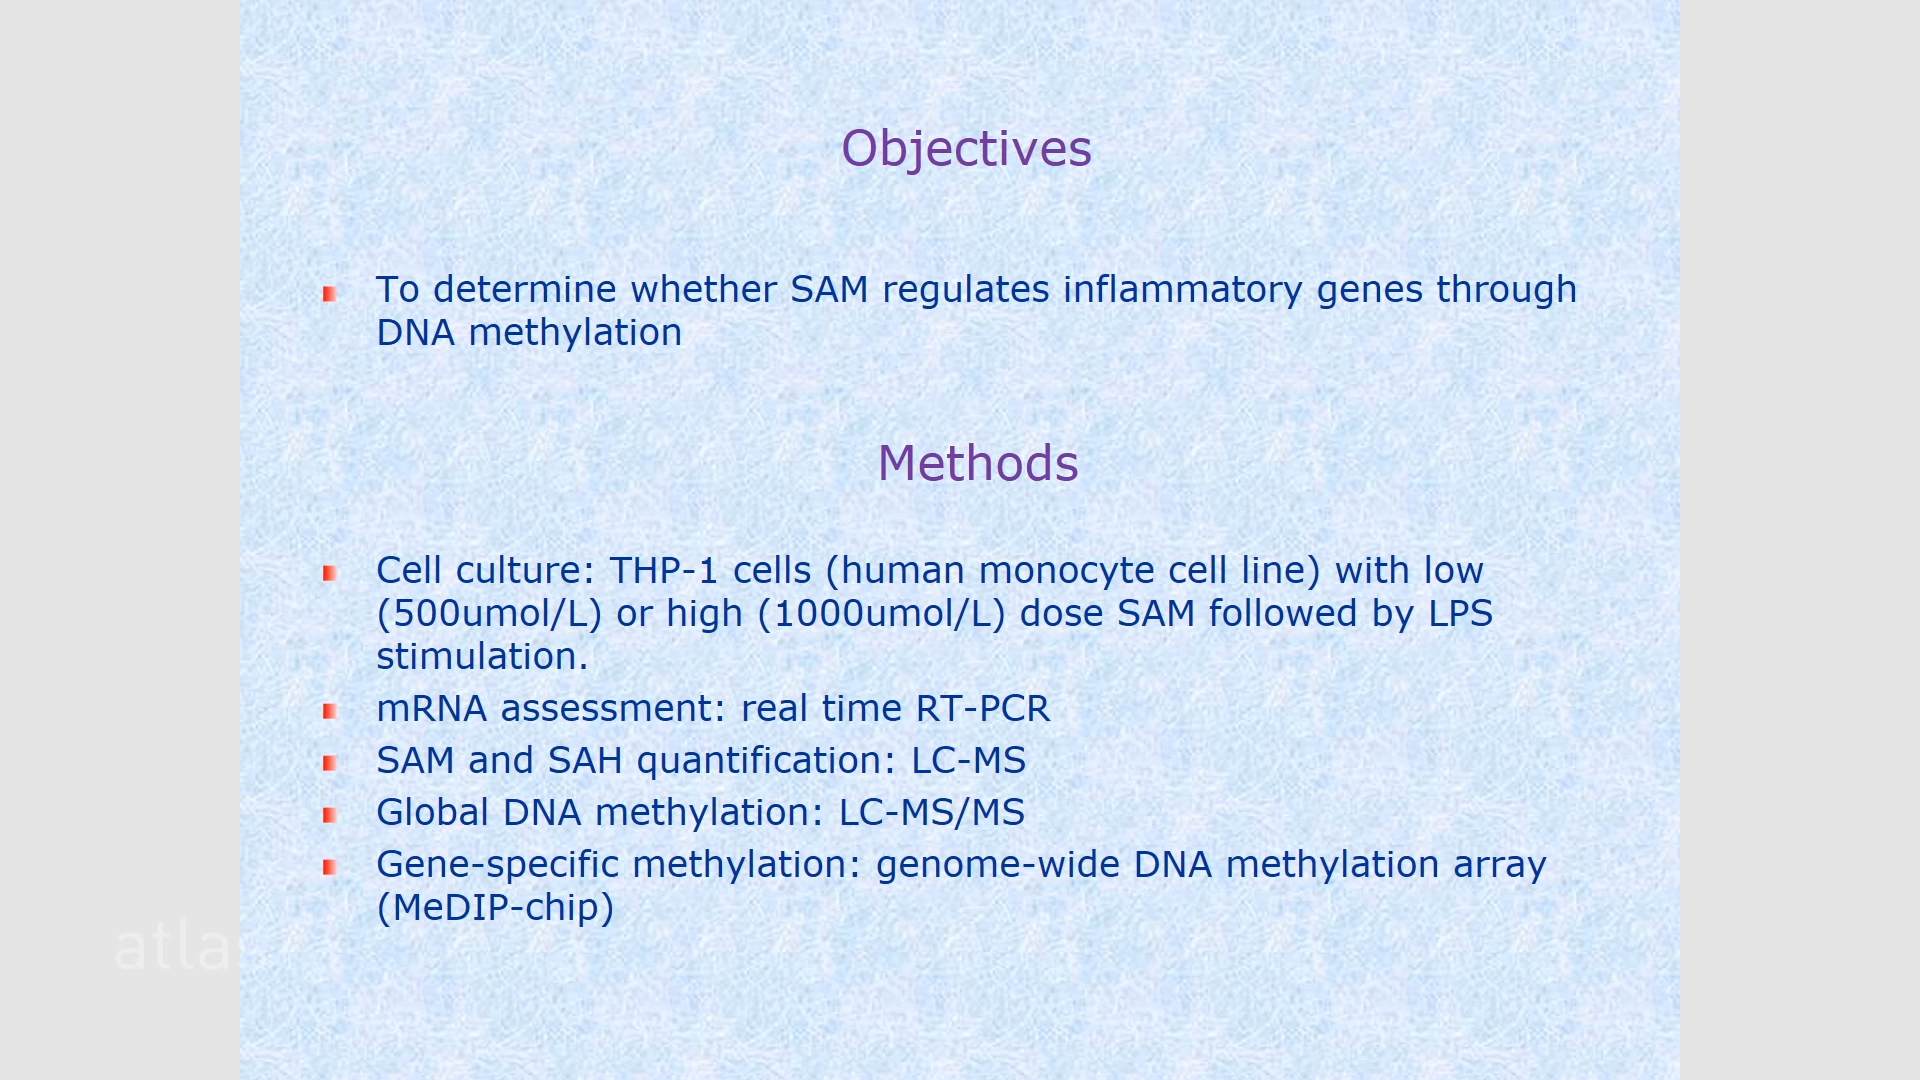 Objectives
To determine whether SAM regulates inflammatory genes through
DNA methylation
Methods
Cell culture: THP-1 cells (human monocyte cell line) with low
(500umol/L) or high (1000umol/L) dose SAM followed by LPS
stimulation.
mRNA assessment: real time RT-PCR
SAM and SAH quantification: LC-MS
Global DNA methylation: LC-MS/MS
Gene-specific methylation: genome-wide DNA methylation array
(MeDIP-chip)